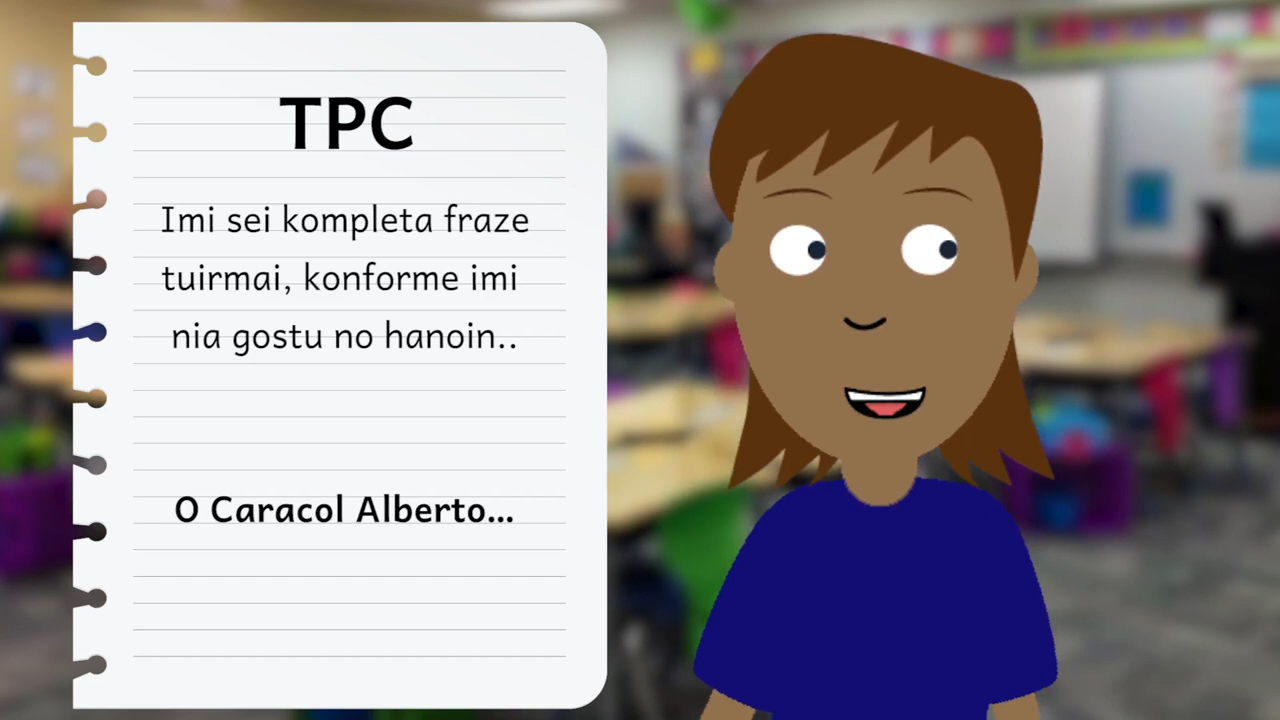 TPC
Imi sei kompleta fraze
tuirmai, konforme imi
nia gostu no hanoin..
O Caracol Alberto...